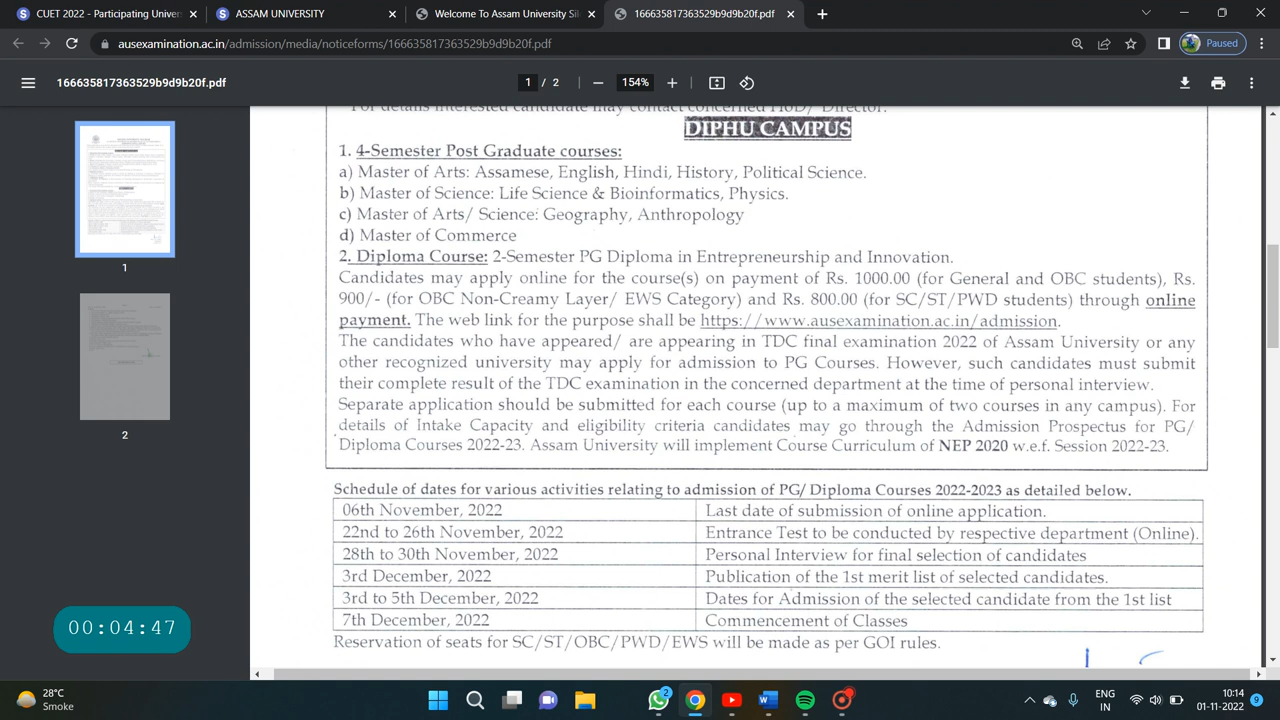 CUET 2022 - Participating Univer
ASSAM UNIVERSITY
Welcome To Assam University Sil
166635817363529b9d9b20f.pdf
ausexamination.ac.in/admission/media/noticeforms/166635817363529b9d9b20f.pdf
Paused
166635817363529b9d9b20f.pdf
1 / 2
154%
For details interested candidate may contact concerned HoD/ Director.
DIPHU CAMPUS
1. 4-Semester Post Graduate courses:
a) Master of Arts: Assamese, English, Hindi, History, Political Science.
b) Master of Science: Life Science & Bioinformatics, Physics.
c) Master of Arts/ Science: Geography, Anthropology
d) Master of Commerce
2. Diploma Course: 2-Semester PG Diploma in Entrepreneurship and Innovation.
Candidates may apply online for the course(s) on payment of Rs. 1000.00 (for General and OBC students), Rs.
900/- (for OBC Non-Creamy Layer/ EWS Category) and Rs. 800.00 (for SC/ST/PWD students) through online
payment. The web link for the purpose shall be https://www.ausexamination.ac.in/admission.
The candidates who have appeared/ are appearing in TDC final examination 2022 of Assam University or any
other recognized university may apply for admission to PG Courses. However, such candidates must submit
their complete result of the TDC examination in the concerned department at the time of personal interview.
Separate application should be submitted for each course (up to a maximum of two courses in any campus). For
details of Intake Capacity and eligibility criteria candidates may go through the Admission Prospectus for PG/
Diploma Courses 2022-23. Assam University will implement Course Curriculum of NEP 2020 w.e.f. Session 2022-23.
Schedule of dates for various activities relating to admission of PG/ Diploma Courses 2022-2023 as detailed below.
06th November, 2022 Last date of submission of online application.
22nd to 26th November, 2022 Entrance Test to be conducted by respective department (Online).
28th to 30th November, 2022 Personal Interview for final selection of candidates
3rd December, 2022 Publication of the 1st merit list of selected candidates.
3rd to 5th December, 2022 Dates for Admission of the selected candidate from the 1st list
7th December, 2022 Commencement of Classes
Reservation of seats for SC/ST/OBC/PWD/EWS will be made as per GOI rules.
1
2
00:04:47
28°C
Smoke
2
ENG
IN
10:14
01-11-2022
9